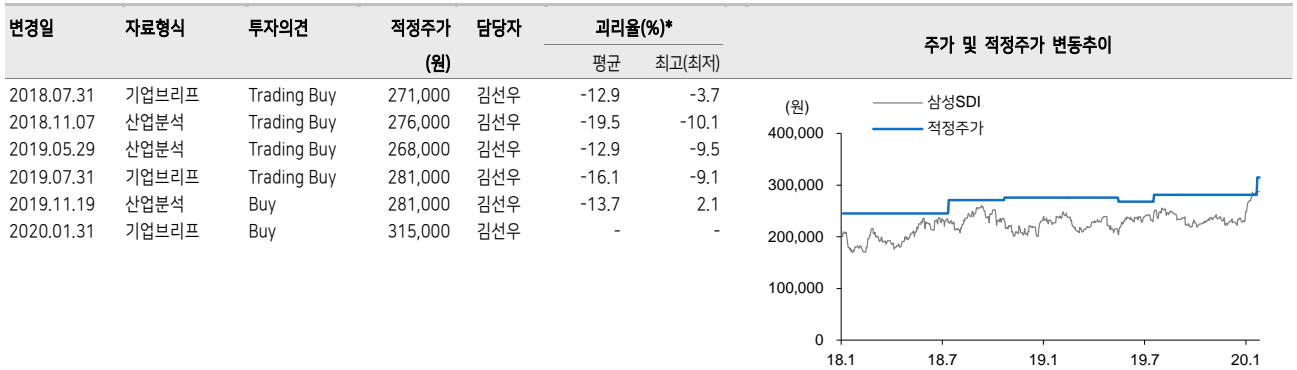 변경일 자료형식 투자의견 적정주가 담당자 괴리율(%)*
(원) 평균 최고(최저)
2018.07.31 기업브리프 Trading Buy 271,000 김선우 -12.9 -3.7
2018.11.07 산업분석 Trading Buy 276,000 김선우 -19.5 -10.1
2019.05.29 산업분석 Trading Buy 268,000 김선우 -12.9 -9.5
2019.07.31 기업브리프 Trading Buy 281,000 김선우 -16.1 -9.1
2019.11.19 산업분석 Buy 281,000 김선우 -13.7 2.1
2020.01.31 기업브리프 Buy 315,000 김선우 - -
주가 및 적정주가 변동추이
(원)
삼성SDI
적정주가
400,000
300,000
200,000
100,000
0
18.1 18.7 19.1 19.7 20.1